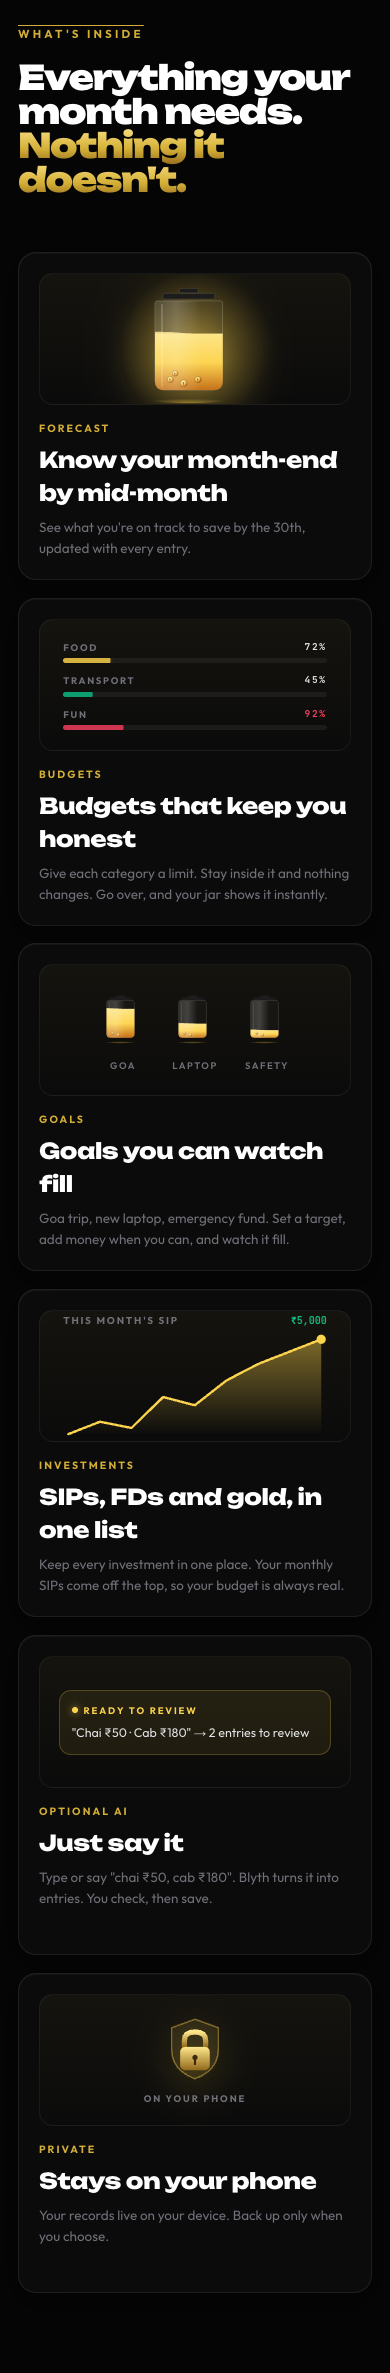 WHAT'S INSIDE
Everything your
month needs.
Nothing it
doesn't.
FORECAST
Know your month-end
by mid-month
See what you're on track to save by the 30th,
updated with every entry.
FOOD 72%
TRANSPORT 45%
FUN 92%
BUDGETS
Budgets that keep you
honest
Give each category a limit. Stay inside it and nothing
changes. Go over, and your jar shows it instantly.
GOA LAPTOP SAFETY
GOALS
Goals you can watch
fill
Goa trip, new laptop, emergency fund. Set a target,
add money when you can, and watch it fill.
THIS MONTH'S SIP ₹5,000
INVESTMENTS
SIPs, FDs and gold, in
one list
Keep every investment in one place. Your monthly
SIPs come off the top, so your budget is always real.
READY TO REVIEW
"Chai ₹50 · Cab ₹180" → 2 entries to review
OPTIONAL AI
Just say it
Type or say "chai ₹50, cab ₹180". Blyth turns it into
entries. You check, then save.
ON YOUR PHONE
PRIVATE
Stays on your phone
Your records live on your device. Back up only when
you choose.